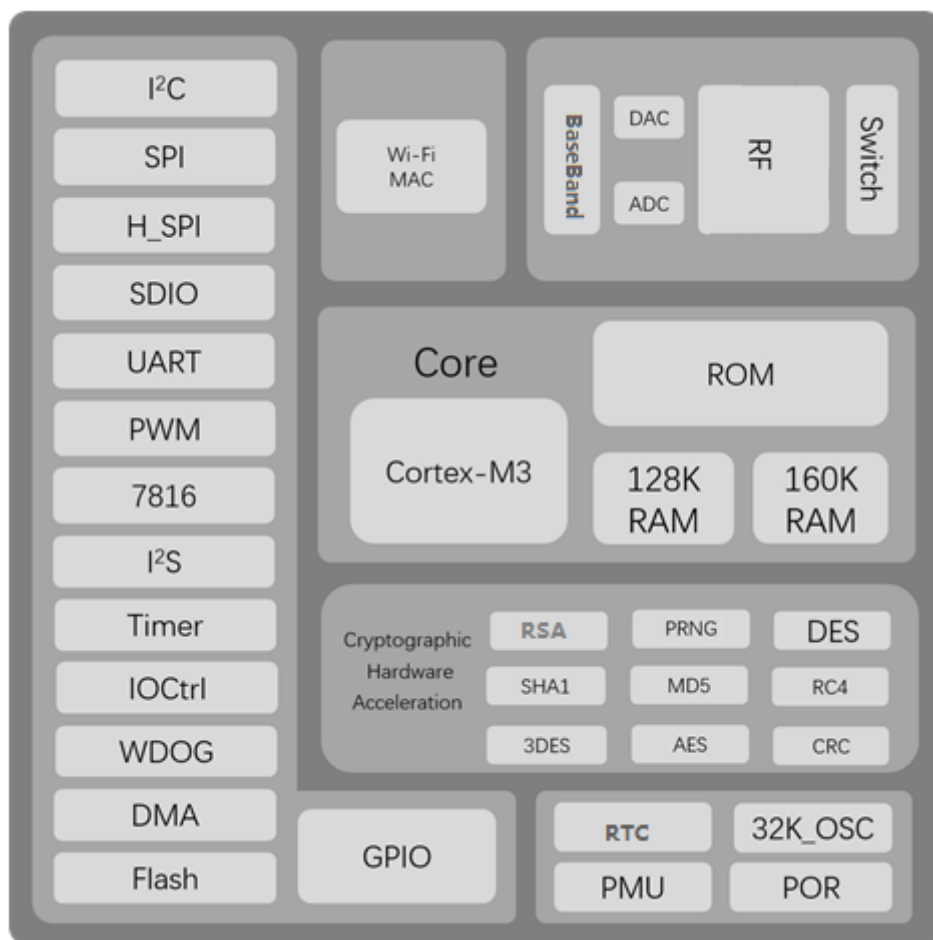 I²C
SPI
H_SPI
SDIO
UART
PWM
7816
I²S
Timer
IOCtrl
WDOG
DMA
Flash
GPIO
Wi-Fi
MAC
BaseBand
DAC
ADC
RF
Switch
Core
Cortex-M3
ROM
128K
RAM
160K
RAM
Cryptographic
Hardware
Acceleration
RSA
PRNG
DES
SHA1
MD5
RC4
3DES
AES
CRC
RTC
32K_OSC
PMU
POR